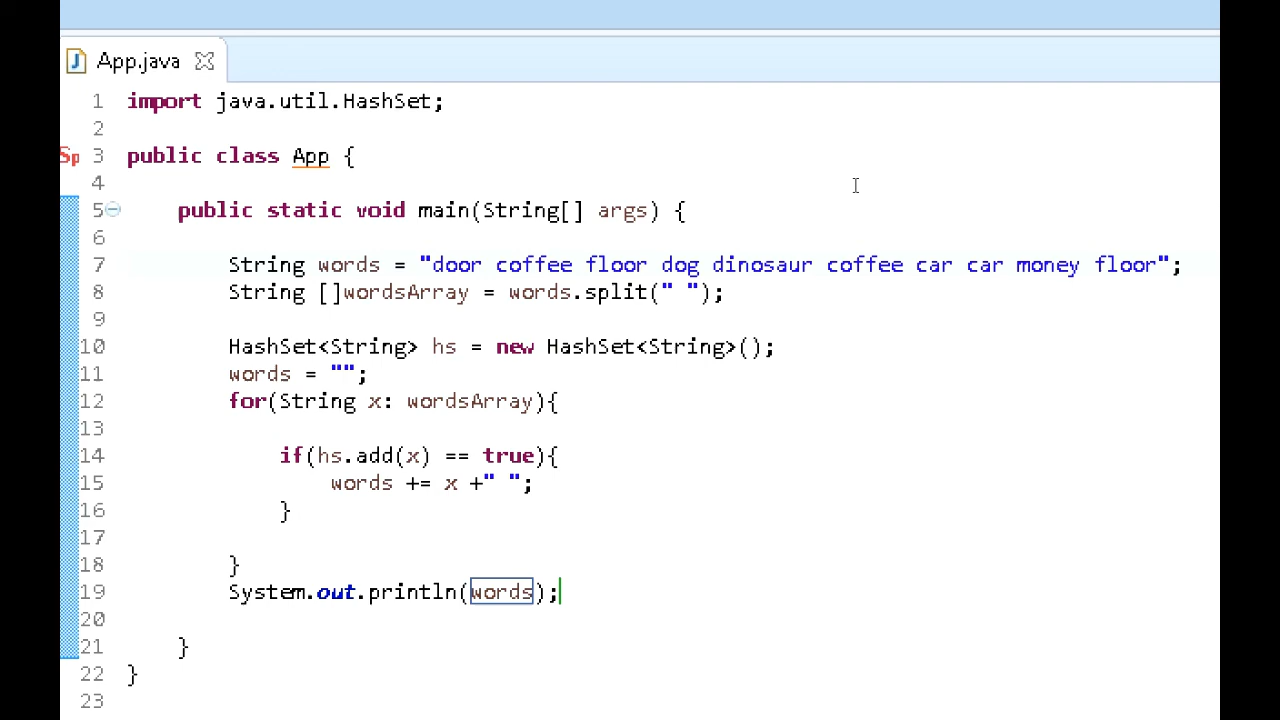 App.java
1 import java.util.HashSet;
2
Sp 3 public class App {
4
5 public static void main(String[] args) {
6
7 String words = "door coffee floor dog dinosaur coffee car car money floor";
8 String []wordsArray = words.split(" ");
9
10 HashSet<String> hs = new HashSet<String>();
11 words = "";
12 for(String x: wordsArray){
13
14 if(hs.add(x) == true){
15 words += x +" ";
16 }
17
18 }
19 System.out.println(words);
20
21 }
22 }
23